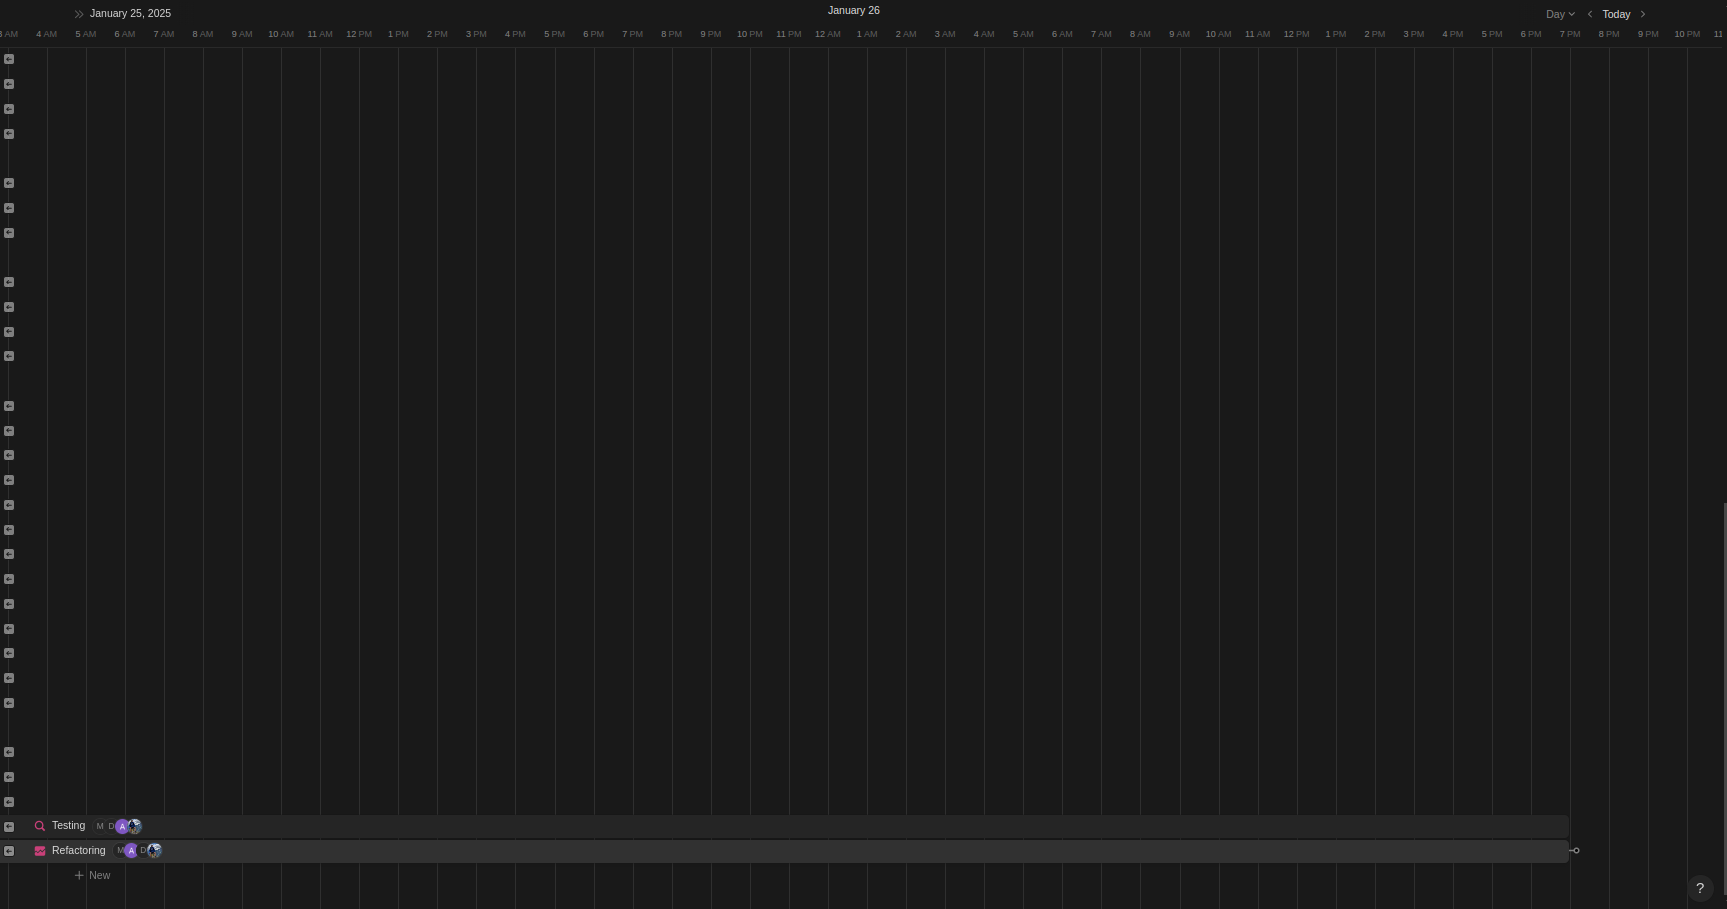 January 25, 2025
January 26
Day
Today
3 AM 4 AM 5 AM 6 AM 7 AM 8 AM 9 AM 10 AM 11 AM 12 PM 1 PM 2 PM 3 PM 4 PM 5 PM 6 PM 7 PM 8 PM 9 PM 10 PM 11 PM 12 AM 1 AM 2 AM 3 AM 4 AM 5 AM 6 AM 7 AM 8 AM 9 AM 10 AM 11 AM 12 PM 1 PM 2 PM 3 PM 4 PM 5 PM 6 PM 7 PM 8 PM 9 PM 10 PM 11
Testing M D A
Refactoring M A D
New
?